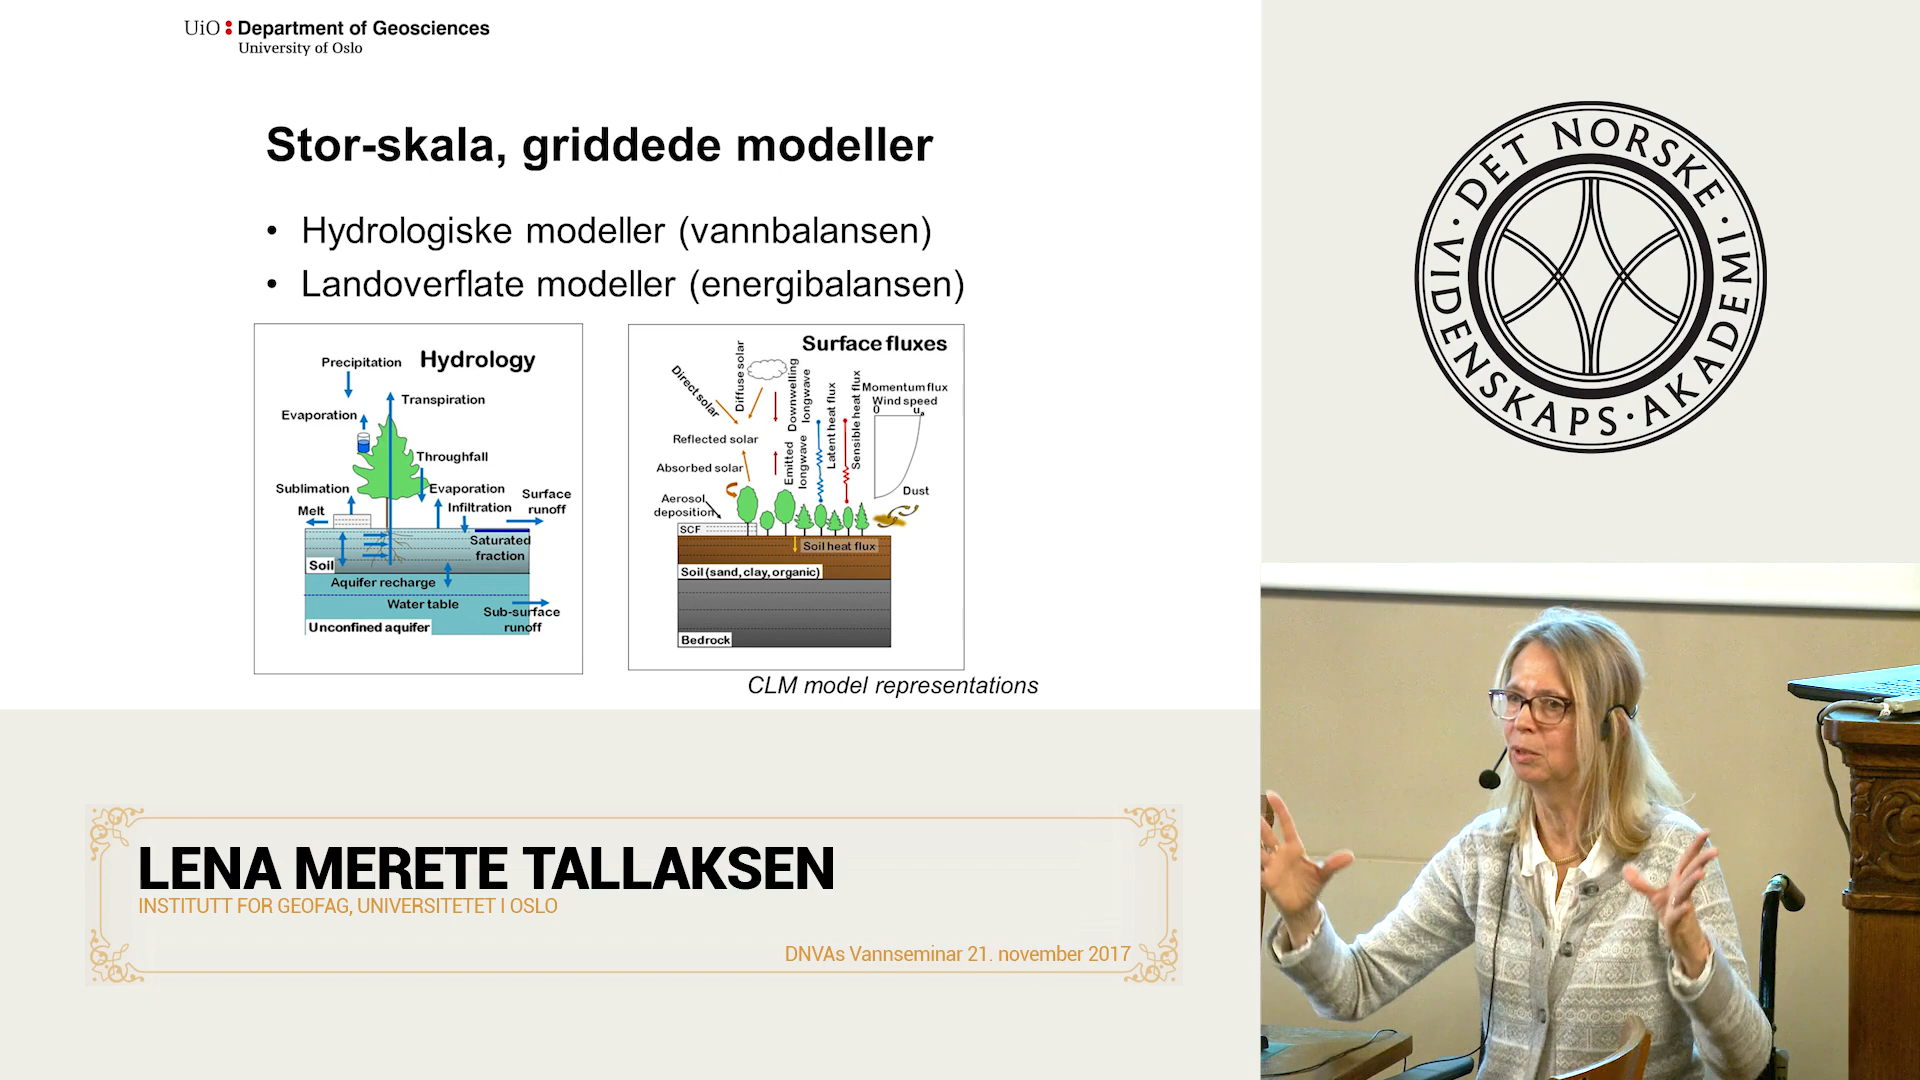 UiO Department of Geosciences
University of Oslo
Stor-skala, griddede modeller
• Hydrologiske modeller (vannbalansen)
• Landoverflate modeller (energibalansen)
Hydrology
Precipitation
Transpiration
Evaporation
Throughfall
Sublimation
Evaporation
Melt
Infiltration
Surface
runoff
Saturated
fraction
Soil
Aquifer recharge
Water table
Sub-surface
runoff
Unconfined aquifer
Surface fluxes
Direct solar
Diffuse solar
Downwelling
longwave
Latent heat flux
Sensible heat flux
Momentum flux
Wind speed
0 ua
Reflected solar
Absorbed solar
Emitted
longwave
Aerosol
deposition
Dust
SCF
Soil heat flux
Soil (sand, clay, organic)
Bedrock
CLM model representations
DET NORSKE
VIDENSKAPS·AKADEMI
LENA MERETE TALLAKSEN
INSTITUTT FOR GEOFAG, UNIVERSITETET I OSLO
DNVAs Vannseminar 21. november 2017